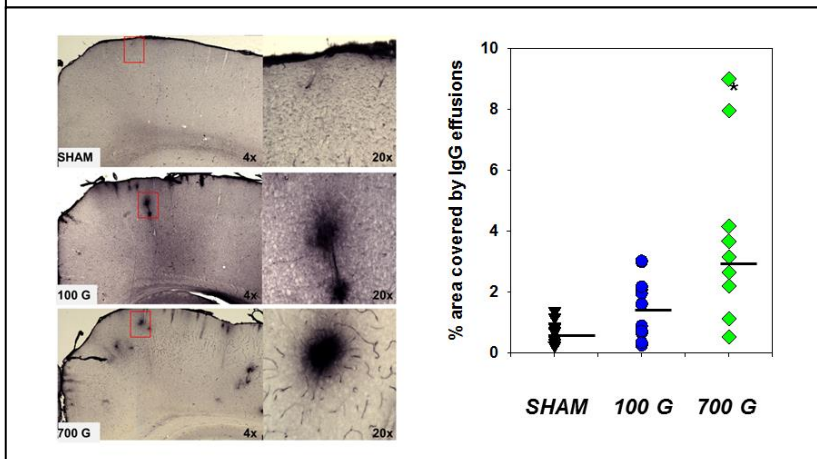 SHAM
4x
20x
100 G
4x
20x
700 G
4x
20x
% area covered by IgG effusions
10
8
6
4
2
0
*
SHAM 100 G 700 G